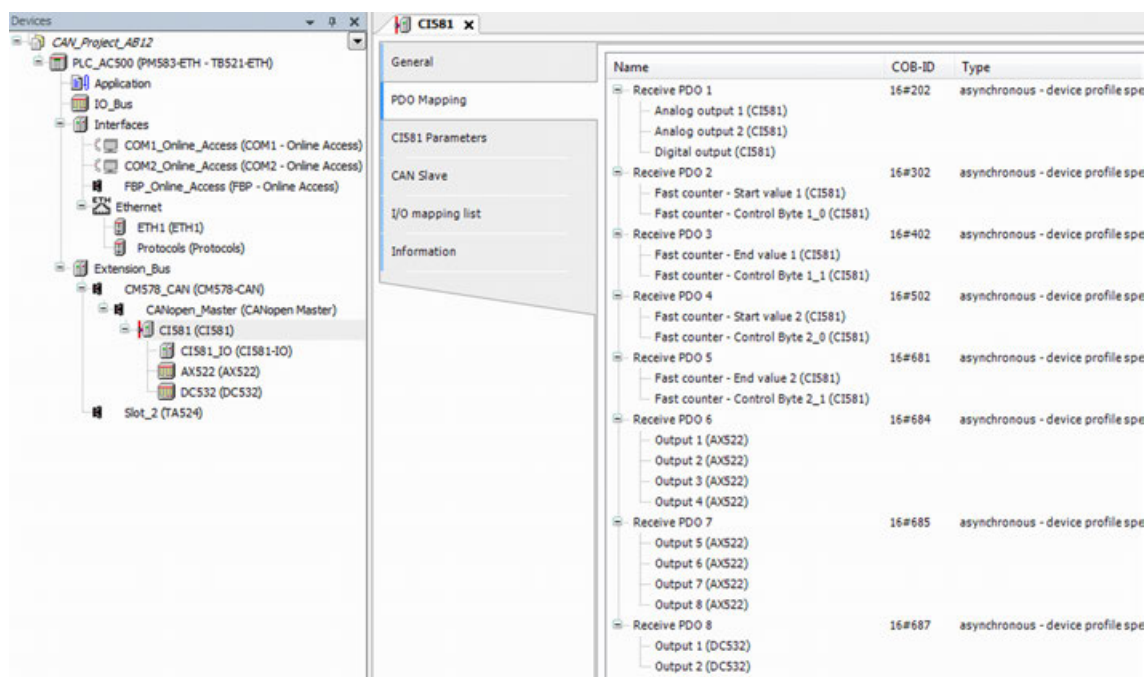 Devices
CAN_Project_AB12
PLC_AC500 (PM583-ETH - TB521-ETH)
Application
IO_Bus
Interfaces
COM1_Online_Access (COM1 - Online Access)
COM2_Online_Access (COM2 - Online Access)
FBP_Online_Access (FBP - Online Access)
ETH Ethernet
ETH1 (ETH1)
Protocols (Protocols)
Extension_Bus
CM578_CAN (CM578-CAN)
CANopen_Master (CANopen Master)
CI581 (CI581)
CI581_IO (CI581-IO)
AX522 (AX522)
DC532 (DC532)
Slot_2 (TA524)
CI581
General
PDO Mapping
CI581 Parameters
CAN Slave
I/O mapping list
Information
Name COB-ID Type
Receive PDO 1 16#202 asynchronous - device profile spe
Analog output 1 (CI581)
Analog output 2 (CI581)
Digital output (CI581)
Receive PDO 2 16#302 asynchronous - device profile spe
Fast counter - Start value 1 (CI581)
Fast counter - Control Byte 1_0 (CI581)
Receive PDO 3 16#402 asynchronous - device profile spe
Fast counter - End value 1 (CI581)
Fast counter - Control Byte 1_1 (CI581)
Receive PDO 4 16#502 asynchronous - device profile spe
Fast counter - Start value 2 (CI581)
Fast counter - Control Byte 2_0 (CI581)
Receive PDO 5 16#681 asynchronous - device profile spe
Fast counter - End value 2 (CI581)
Fast counter - Control Byte 2_1 (CI581)
Receive PDO 6 16#684 asynchronous - device profile spe
Output 1 (AX522)
Output 2 (AX522)
Output 3 (AX522)
Output 4 (AX522)
Receive PDO 7 16#685 asynchronous - device profile spe
Output 5 (AX522)
Output 6 (AX522)
Output 7 (AX522)
Output 8 (AX522)
Receive PDO 8 16#687 asynchronous - device profile spe
Output 1 (DC532)
Output 2 (DC532)